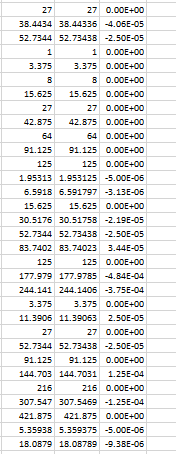 27 27 0.00E+00
38.4434 38.44336 -4.06E-05
52.7344 52.73438 -2.50E-05
1 1 0.00E+00
3.375 3.375 0.00E+00
8 8 0.00E+00
15.625 15.625 0.00E+00
27 27 0.00E+00
42.875 42.875 0.00E+00
64 64 0.00E+00
91.125 91.125 0.00E+00
125 125 0.00E+00
1.95313 1.953125 -5.00E-06
6.5918 6.591797 -3.13E-06
15.625 15.625 0.00E+00
30.5176 30.51758 -2.19E-05
52.7344 52.73438 -2.50E-05
83.7402 83.74023 3.44E-05
125 125 0.00E+00
177.979 177.9785 -4.84E-04
244.141 244.1406 -3.75E-04
3.375 3.375 0.00E+00
11.3906 11.39063 2.50E-05
27 27 0.00E+00
52.7344 52.73438 -2.50E-05
91.125 91.125 0.00E+00
144.703 144.7031 1.25E-04
216 216 0.00E+00
307.547 307.5469 -1.25E-04
421.875 421.875 0.00E+00
5.35938 5.359375 -5.00E-06
18.0879 18.08789 -9.38E-06